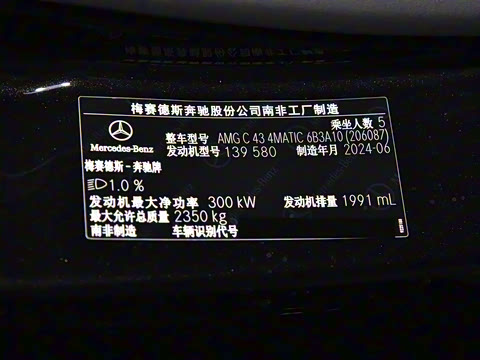 梅赛德斯奔驰股份公司南非工厂制造
乘坐人数 5
整车型号 AMG C 43 4MATIC 6B3A10 (206087)
Mercedes-Benz
发动机型号 139 580 制造年月 2024-06
梅赛德斯－奔驰牌
1.0 %
发动机最大净功率 300 kW 发动机排量 1991 mL
最大允许总质量 2350 kg
南非制造 车辆识别代号